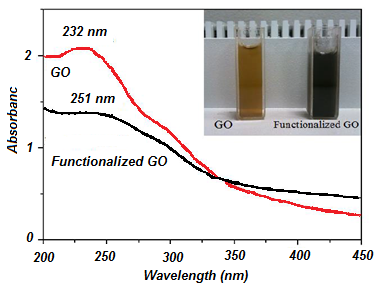 232 nm
GO
251 nm
Functionalized GO
GO
Functionalized GO
Absorbanc
2
1
0
200
250
300
350
400
450
Wavelength (nm)